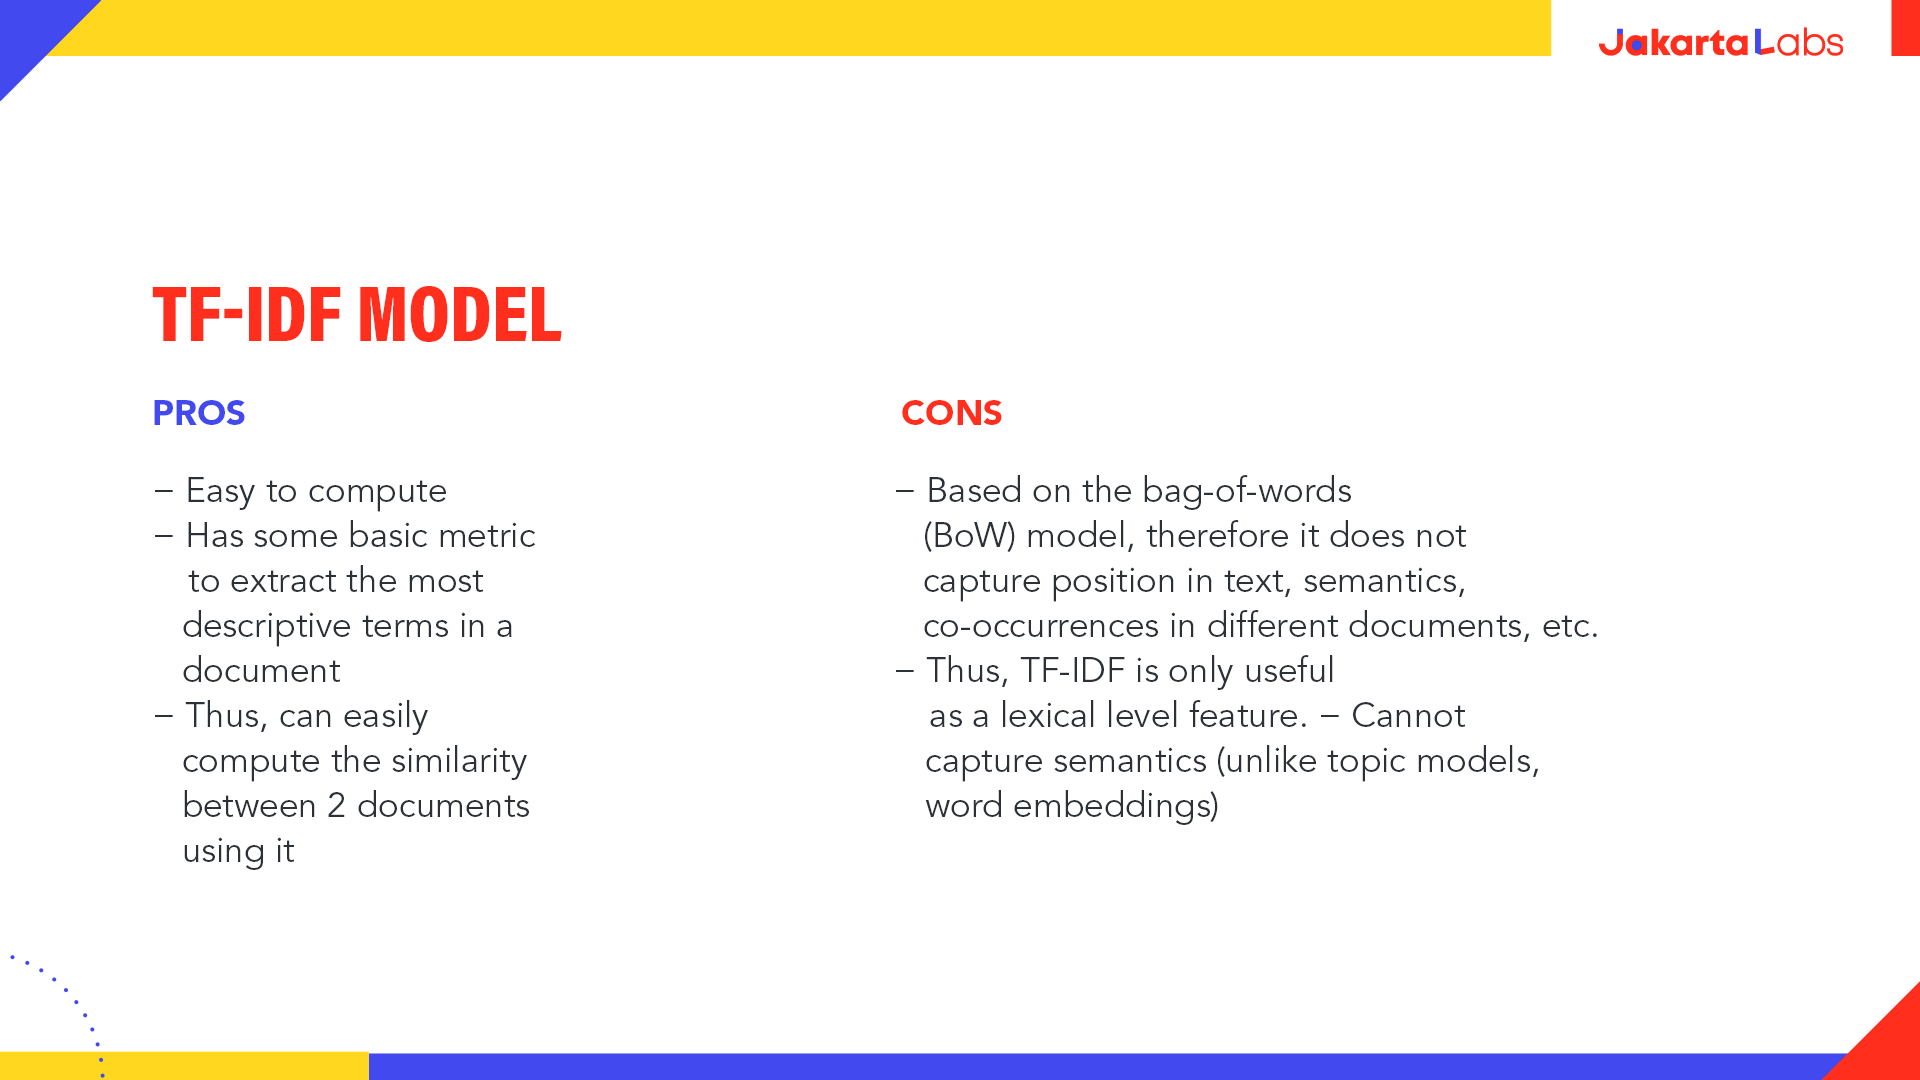 Jakarta Labs
TF-IDF MODEL
PROS
– Easy to compute
– Has some basic metric
to extract the most
descriptive terms in a
document
– Thus, can easily
compute the similarity
between 2 documents
using it
CONS
– Based on the bag-of-words
(BoW) model, therefore it does not
capture position in text, semantics,
co-occurrences in different documents, etc.
– Thus, TF-IDF is only useful
as a lexical level feature. – Cannot
capture semantics (unlike topic models,
word embeddings)